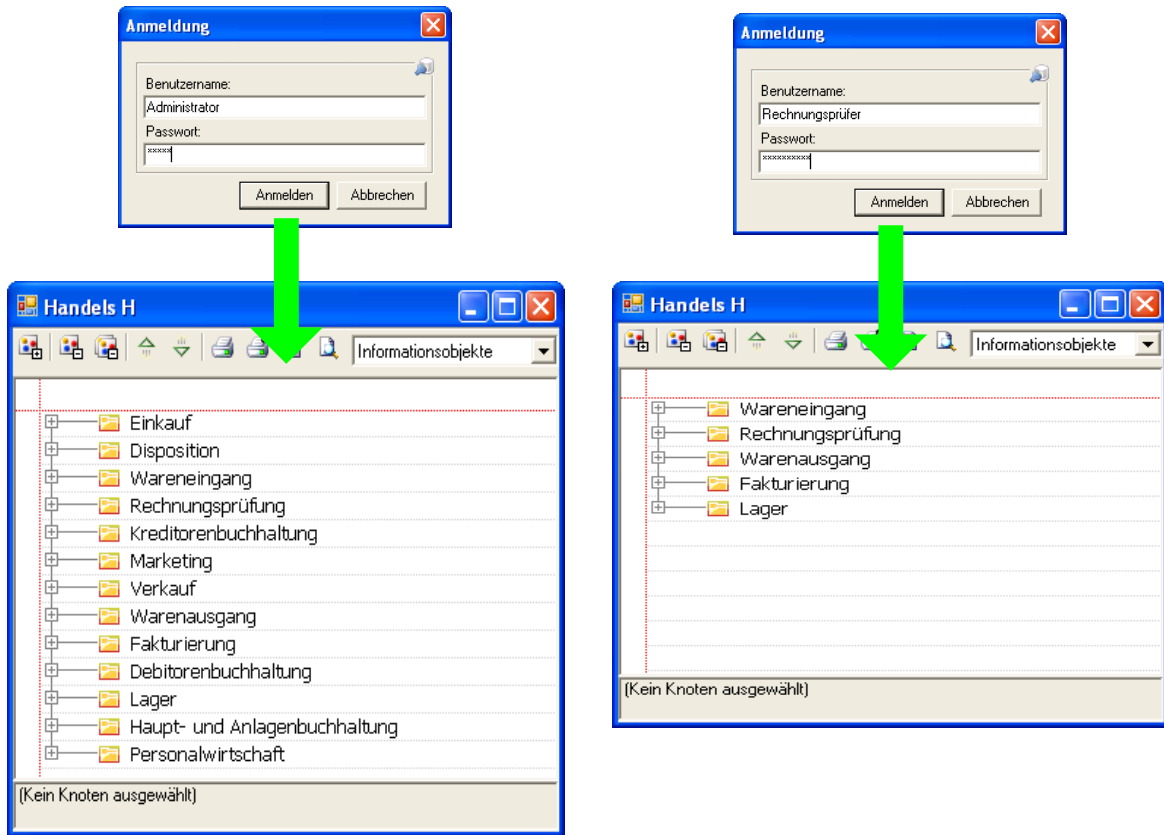 Anmeldung
Benutzername:
Administrator
Passwort:
xxxxx
Anmelden Abbrechen
Handels H
Informationsobjekte
Einkauf
Disposition
Wareneingang
Rechnungsprüfung
Kreditorenbuchhaltung
Marketing
Verkauf
Warenausgang
Fakturierung
Debitorenbuchhaltung
Lager
Haupt- und Anlagenbuchhaltung
Personalwirtschaft
(Kein Knoten ausgewählt)
Anmeldung
Benutzername:
Rechnungsprüfer
Passwort:
xxxxxxxxxx
Anmelden Abbrechen
Handels H
Informationsobjekte
Wareneingang
Rechnungsprüfung
Warenausgang
Fakturierung
Lager
(Kein Knoten ausgewählt)